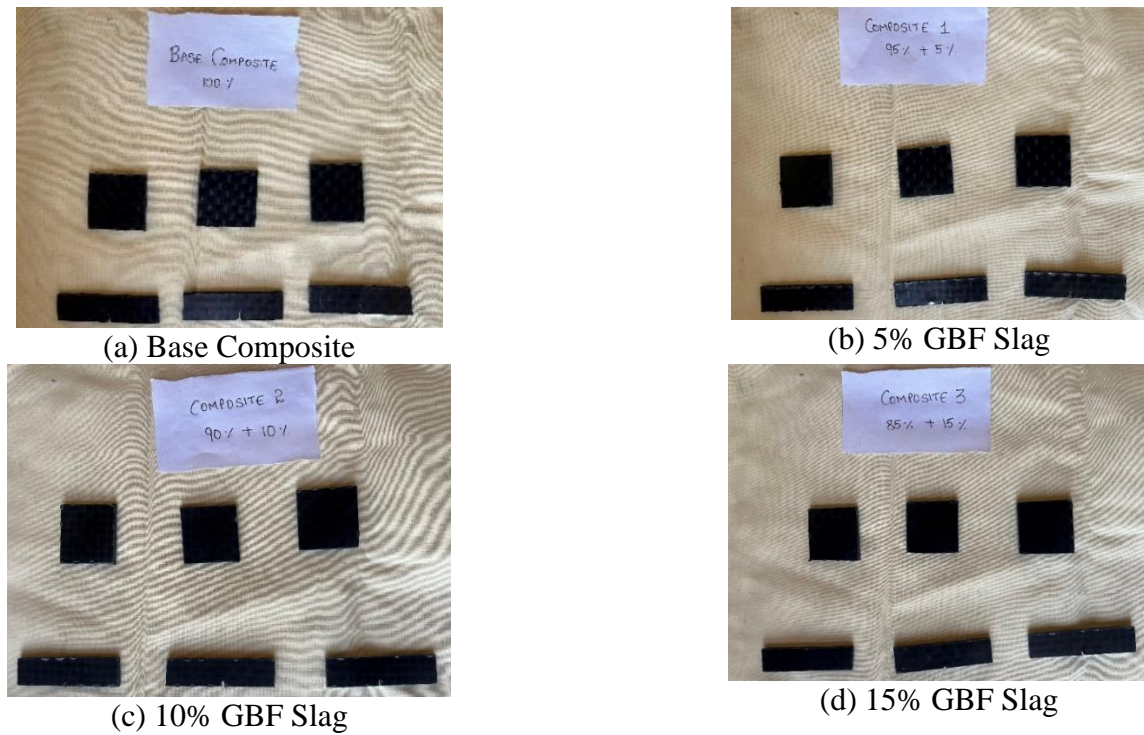 BASE COMPOSITE
100 %
(a) Base Composite
COMPOSITE 1
95% + 5%
(b) 5% GBF Slag
COMPOSITE 2
90% + 10%
(c) 10% GBF Slag
COMPOSITE 3
85% + 15%
(d) 15% GBF Slag